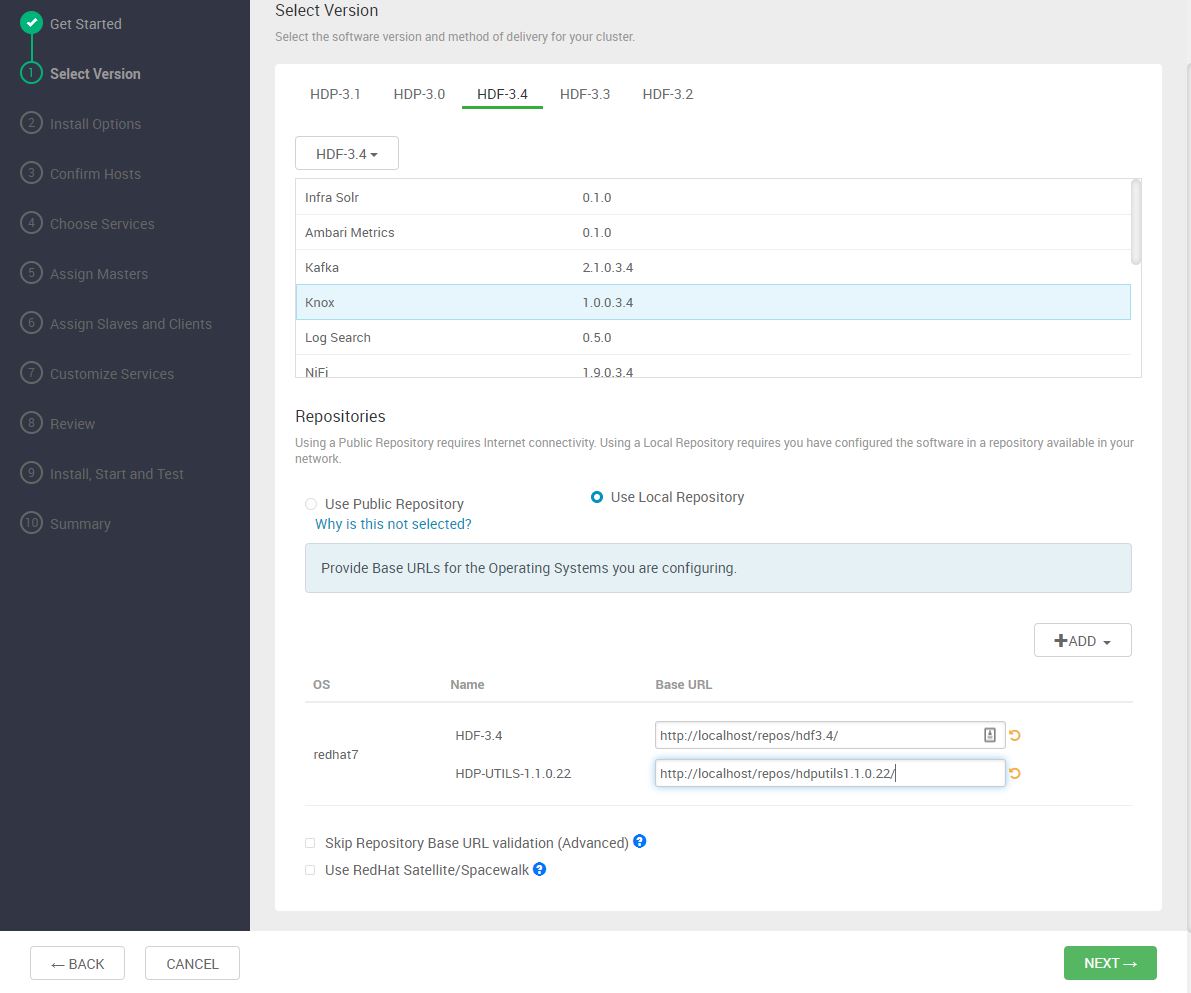 Get Started
1 Select Version
2 Install Options
3 Confirm Hosts
4 Choose Services
5 Assign Masters
6 Assign Slaves and Clients
7 Customize Services
8 Review
9 Install, Start and Test
10 Summary
Select Version
Select the software version and method of delivery for your cluster.
HDP-3.1 HDP-3.0 HDF-3.4 HDF-3.3 HDF-3.2
HDF-3.4
Infra Solr 0.1.0
Ambari Metrics 0.1.0
Kafka 2.1.0.3.4
Knox 1.0.0.3.4
Log Search 0.5.0
NiFi 1.9.0.3.4
Repositories
Using a Public Repository requires Internet connectivity. Using a Local Repository requires you have configured the software in a repository available in your
network.
Use Public Repository Use Local Repository
Why is this not selected?
Provide Base URLs for the Operating Systems you are configuring.
ADD
OS Name Base URL
redhat7
HDF-3.4 http://localhost/repos/hdf3.4/
HDP-UTILS-1.1.0.22 http://localhost/repos/hdputils1.1.0.22/
Skip Repository Base URL validation (Advanced) ?
Use RedHat Satellite/Spacewalk ?
← BACK CANCEL NEXT →